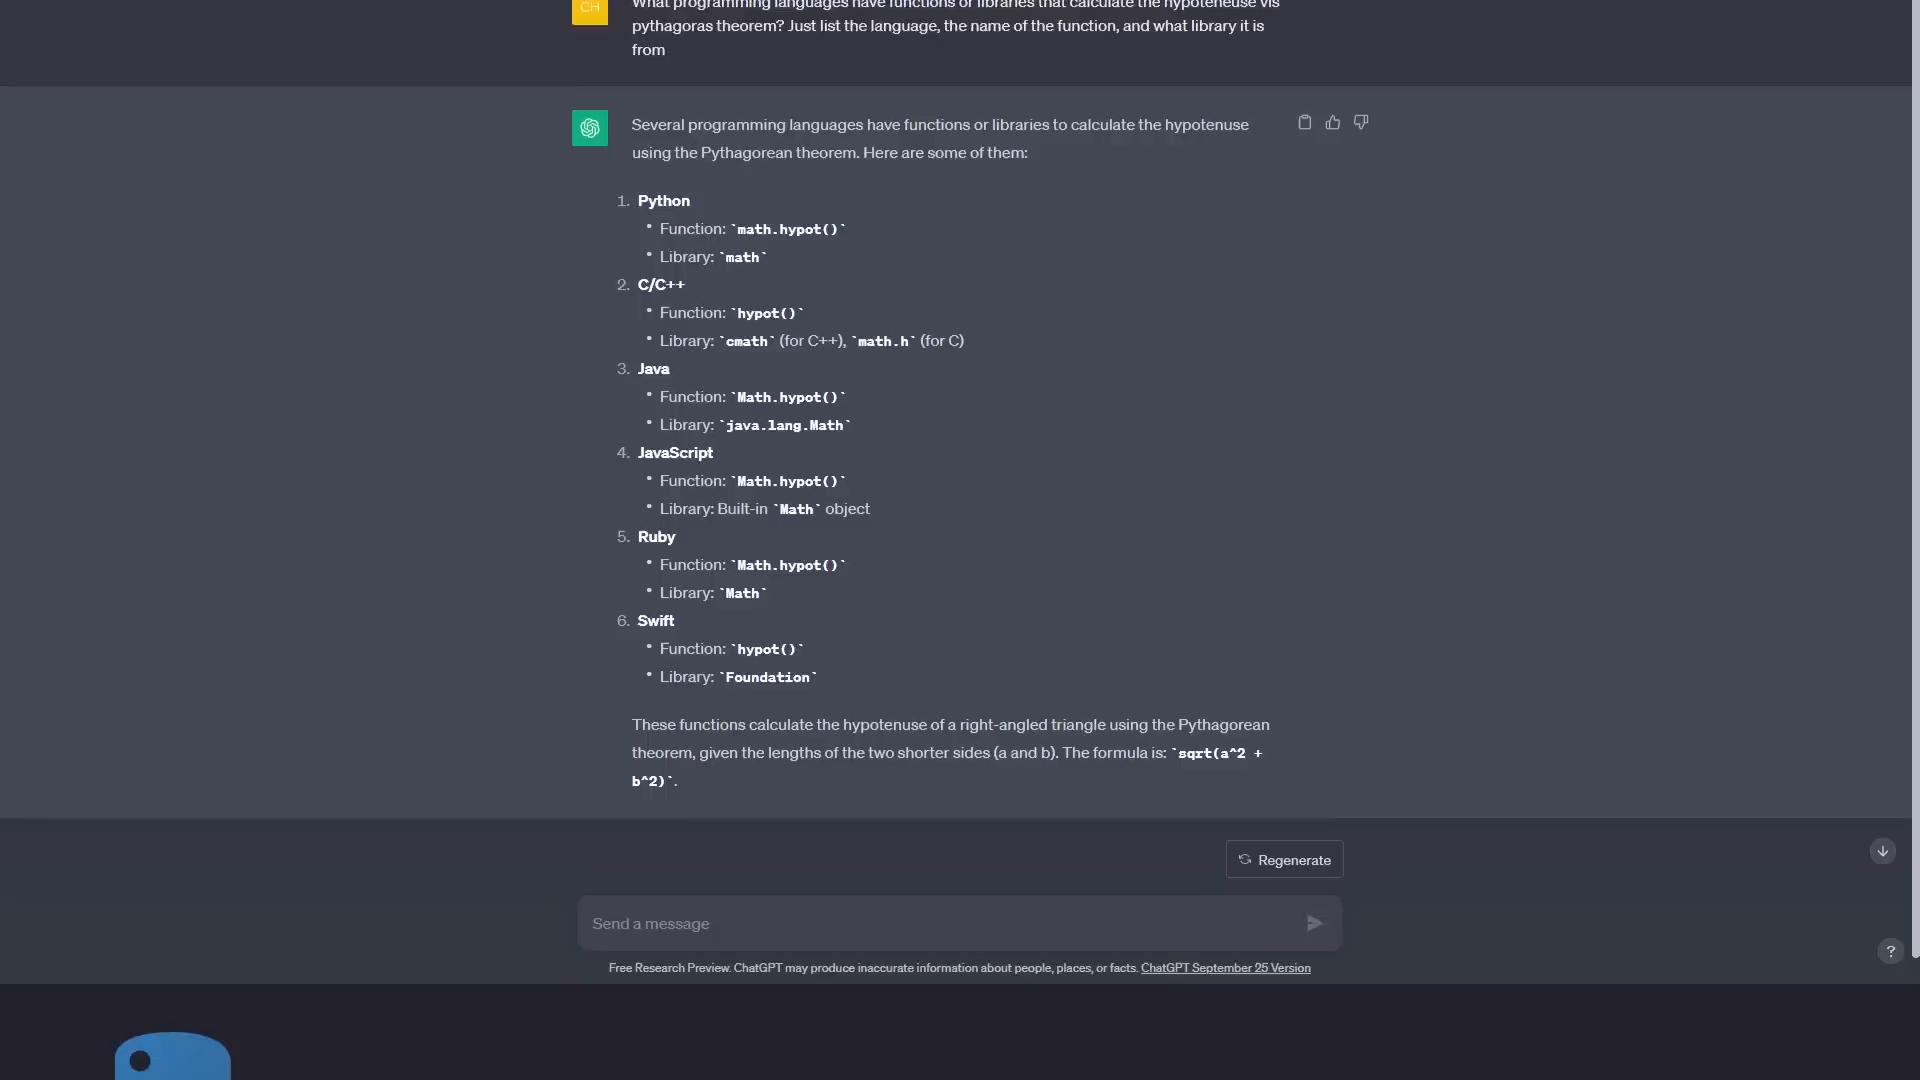 CH
What programming languages have functions or libraries that calculate the hypoteneuse vis
pythagoras theorem? Just list the language, the name of the function, and what library it is
from
Several programming languages have functions or libraries to calculate the hypotenuse
using the Pythagorean theorem. Here are some of them:
1. Python
• Function: `math.hypot()`
• Library: `math`
2. C/C++
• Function: `hypot()`
• Library: `cmath` (for C++), `math.h` (for C)
3. Java
• Function: `Math.hypot()`
• Library: `java.lang.Math`
4. JavaScript
• Function: `Math.hypot()`
• Library: Built-in `Math` object
5. Ruby
• Function: `Math.hypot()`
• Library: `Math`
6. Swift
• Function: `hypot()`
• Library: `Foundation`
These functions calculate the hypotenuse of a right-angled triangle using the Pythagorean
theorem, given the lengths of the two shorter sides (a and b). The formula is: `sqrt(a^2 +
b^2)`.
Regenerate
Send a message
?
Free Research Preview. ChatGPT may produce inaccurate information about people, places, or facts. ChatGPT September 25 Version